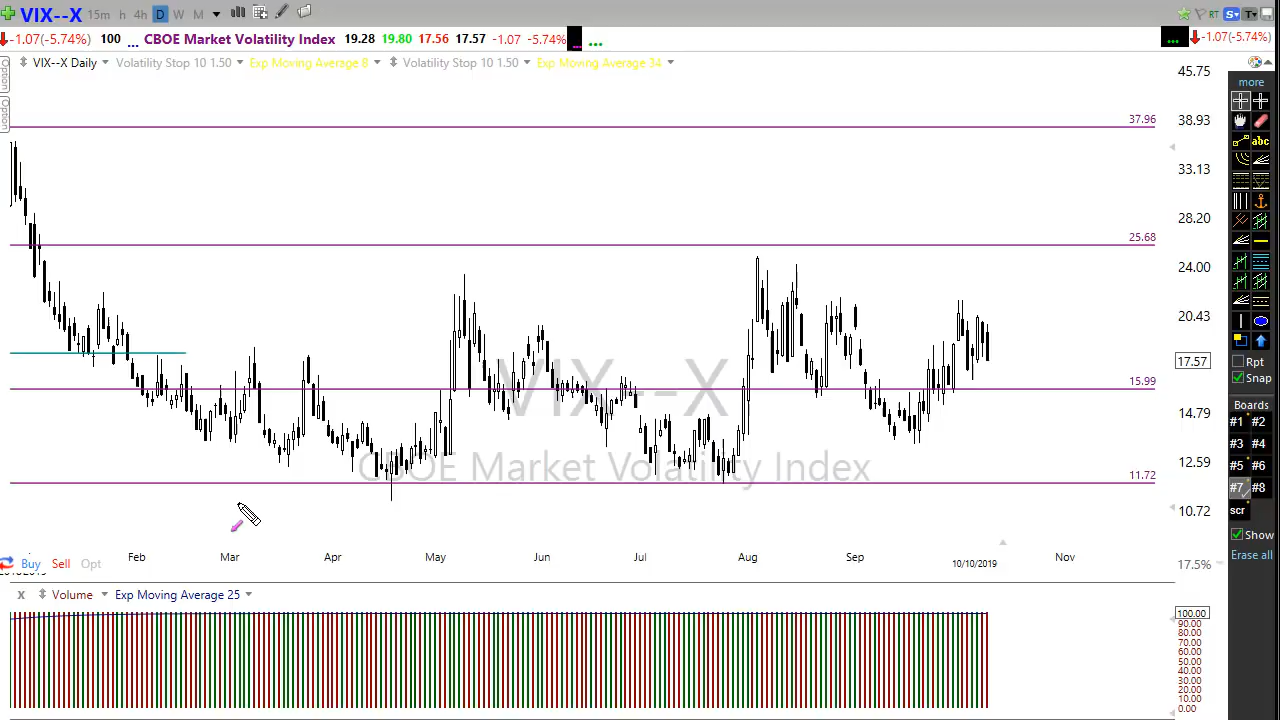 VIX--X 15m h 4h D W M RT S T
-1.07(-5.74%) 100 ... CBOE Market Volatility Index 19.28 19.80 17.56 17.57 -1.07 -5.74% ... ... ... -1.07(-5.74%)
VIX--X Daily Volatility Stop 10 1.50 Exp Moving Average 8 Volatility Stop 10 1.50 Exp Moving Average 34
Option
Option
45.75
more
37.96
38.93
abc
33.13
28.20
25.68
24.00
20.43
17.57
Rpt
15.99
Snap
VIX--X
Boards
14.79
#1 #2
#3 #4
CBOE Market Volatility Index
12.59
#5 #6
11.72
#7 #8
10.72
scr
Show
Feb Mar Apr May Jun Jul Aug Sep 10/10/2019 Nov
Erase all
Buy Sell Opt
17.5%
X Volume Exp Moving Average 25
100.00
90.00
80.00
70.00
60.00
50.00
40.00
30.00
20.00
10.00
0.00